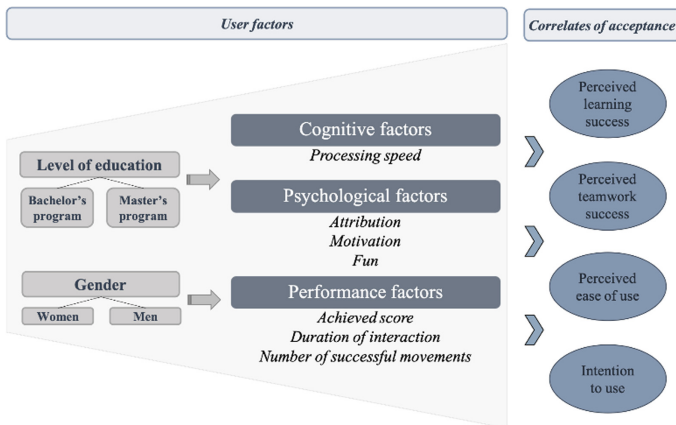 User factors
Correlates of acceptance
Level of education
Bachelor's
program
Master's
program
Gender
Women
Men
Cognitive factors
Processing speed
Psychological factors
Attribution
Motivation
Fun
Performance factors
Achieved score
Duration of interaction
Number of successful movements
Perceived
learning
success
Perceived
teamwork
success
Perceived
ease of use
Intention
to use